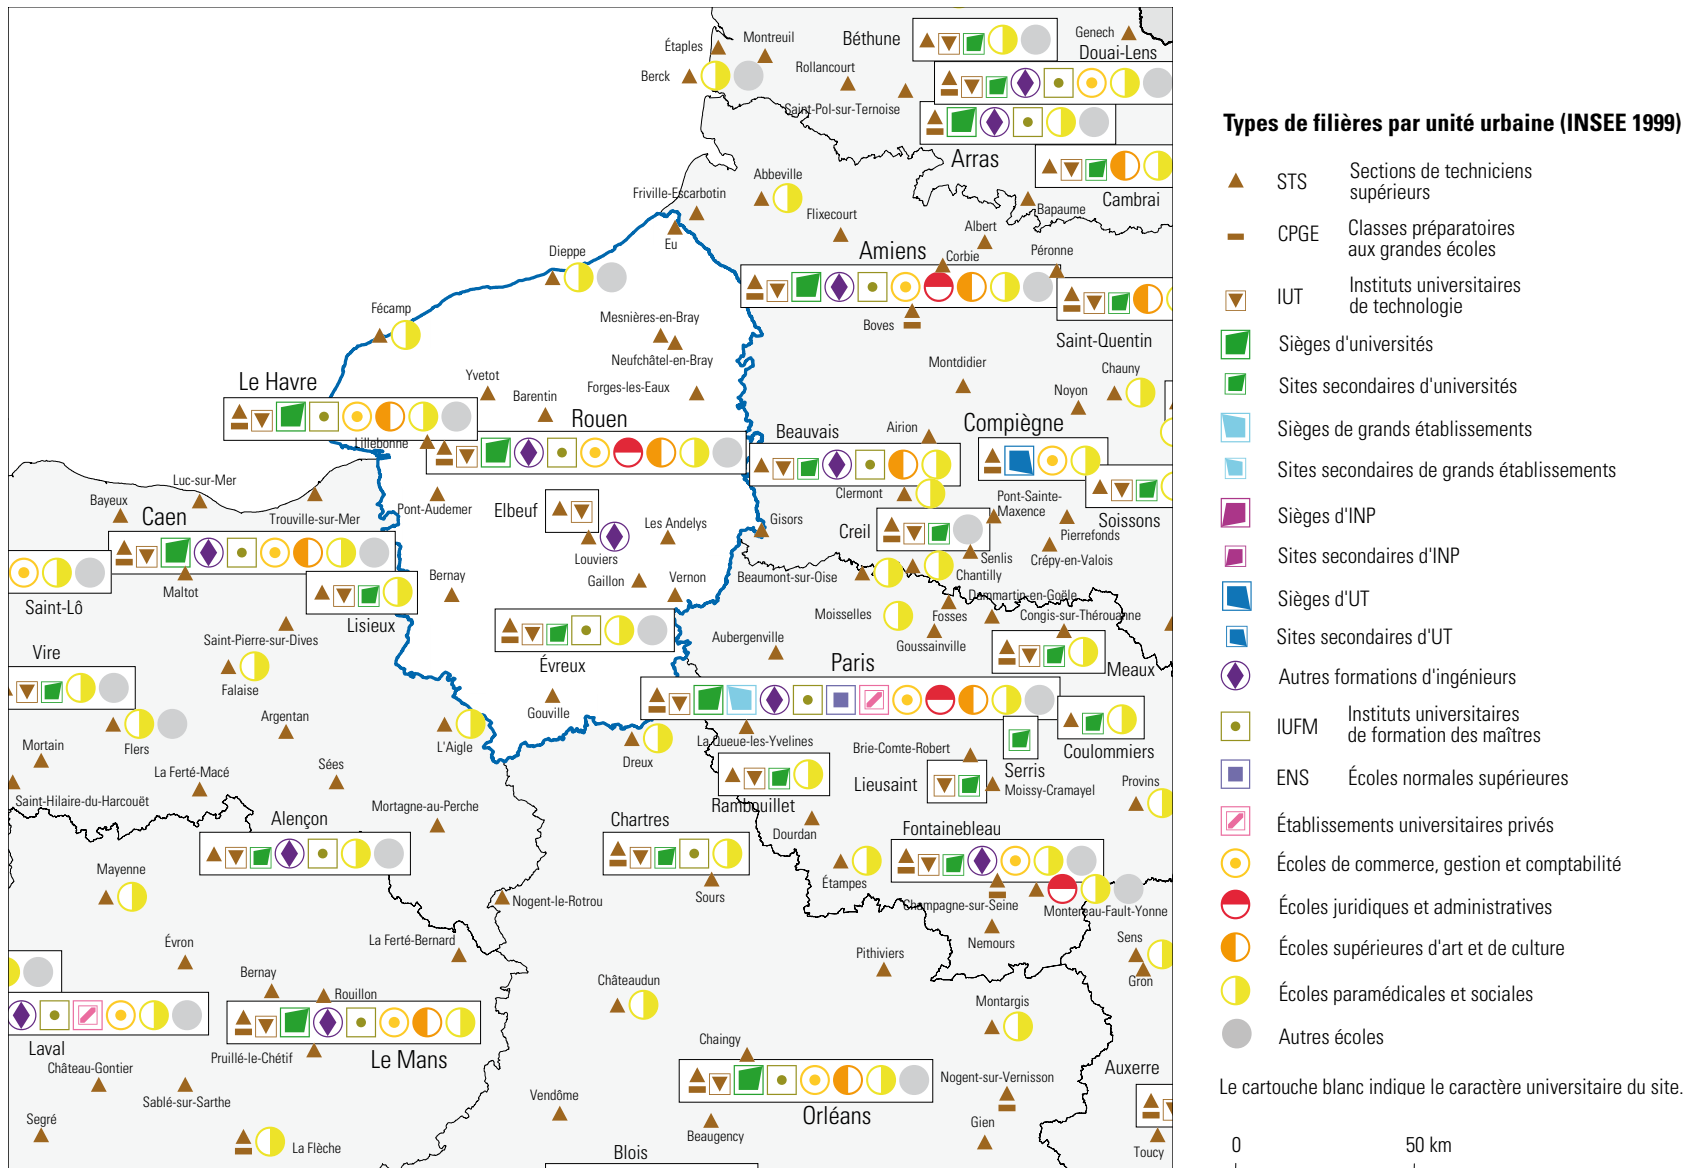 Étaples
Montreuil
Béthune
Genech
Douai-Lens
Berck
Rollancourt
Saint-Pol-sur-Ternoise
Arras
Cambrai
Bapaume
Abbeville
Friville-Escarbotin
Flixecourt
Albert
Eu
Amiens
Corbie
Péronne
Dieppe
Boves
Saint-Quentin
Fécamp
Mesnières-en-Bray
Neufchâtel-en-Bray
Montdidier
Chauny
Noyon
Le Havre
Yvetot
Barentin
Forges-les-Eaux
Rouen
Beauvais
Airion
Compiègne
Lillebonne
Clermont
Pont-Sainte-
Maxence
Soissons
Luc-sur-Mer
Bayeux
Caen
Trouville-sur-Mer
Pont-Audemer
Elbeuf
Les Andelys
Gisors
Creil
Pierrefonds
Louviers
Senlis
Crépy-en-Valois
Saint-Lô
Maltot
Bernay
Gaillon
Vernon
Beaumont-sur-Oise
Chantilly
Dammartin-en-Goële
Lisieux
Moisselles
Fosses
Congis-sur-Thérouanne
Saint-Pierre-sur-Dives
Aubergenville
Goussainville
Vire
Évreux
Paris
Meaux
Falaise
Gouville
Argentan
Flers
L'Aigle
Mortain
Dreux
La Queue-les-Yvelines
Brie-Comte-Robert
Serris
Coulommiers
La Ferté-Macé
Sées
Rambouillet
Lieusaint
Moissy-Cramayel
Provins
Saint-Hilaire-du-Harcouët
Mortagne-au-Perche
Alençon
Chartres
Dourdan
Fontainebleau
Mayenne
Sours
Étampes
Nogent-le-Rotrou
Champagne-sur-Seine
Montereau-Fault-Yonne
Évron
La Ferté-Bernard
Nemours
Sens
Pithiviers
Gron
Bernay
Rouillon
Châteaudun
Montargis
Laval
Pruillé-le-Chétif
Le Mans
Chaingy
Château-Gontier
Auxerre
Sablé-sur-Sarthe
Vendôme
Orléans
Nogent-sur-Vernisson
Segré
La Flèche
Beaugency
Gien
Toucy
Blois
Types de filières par unité urbaine (INSEE 1999)
STS Sections de techniciens
supérieurs
CPGE Classes préparatoires
aux grandes écoles
IUT Instituts universitaires
de technologie
Sièges d'universités
Sites secondaires d'universités
Sièges de grands établissements
Sites secondaires de grands établissements
Sièges d'INP
Sites secondaires d'INP
Sièges d'UT
Sites secondaires d'UT
Autres formations d'ingénieurs
IUFM Instituts universitaires
de formation des maîtres
ENS Écoles normales supérieures
Établissements universitaires privés
Écoles de commerce, gestion et comptabilité
Écoles juridiques et administratives
Écoles supérieures d'art et de culture
Écoles paramédicales et sociales
Autres écoles
Le cartouche blanc indique le caractère universitaire du site.
0 50 km